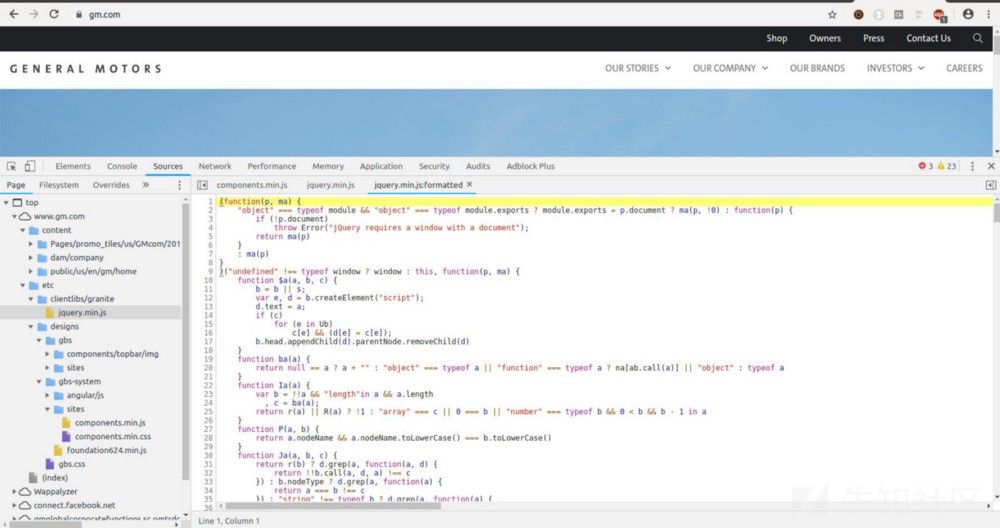 gm.com
1
Shop Owners Press Contact Us
GENERAL MOTORS
OUR STORIES OUR COMPANY OUR BRANDS INVESTORS CAREERS
Elements Console Sources Network Performance Memory Application Security Audits Adblock Plus 3 23
Page Filesystem Overrides »
components.min.js jquery.min.js jquery.min.js:formatted ×
top
www.gm.com
content
Pages/promo_tiles/us/GMcom/201
dam/company
public/us/en/gm/home
etc
clientlibs/granite
jquery.min.js
designs
gbs
components/topbar/img
sites
gbs-system
angular/js
sites
components.min.js
components.min.css
foundation624.min.js
gbs.css
(index)
Wappalyzer
connect.facebook.net
1 (function(p, ma) {
2 "object" === typeof module && "object" === typeof module.exports ? module.exports = p.document ? ma(p, !0) : function(p) {
3 if (!p.document)
4 throw Error("jQuery requires a window with a document");
5 return ma(p)
6 }
7 : ma(p)
8 }
9 )("undefined" !== typeof window ? window : this, function(p, ma) {
10 function $a(a, b, c) {
11 b = b || s;
12 var e, d = b.createElement("script");
13 d.text = a;
14 if (c)
15 for (e in Ub)
16 c[e] && (d[e] = c[e]);
17 b.head.appendChild(d).parentNode.removeChild(d)
18 }
19 function ba(a) {
20 return null == a ? a + "" : "object" === typeof a || "function" === typeof a ? na[ab.call(a)] || "object" : typeof a
21 }
22 function Ia(a) {
23 var b = !!a && "length"in a && a.length
24 , c = ba(a);
25 return r(a) || R(a) ? !1 : "array" === c || 0 === b || "number" === typeof b && 0 < b && b - 1 in a
26 }
27 function P(a, b) {
28 return a.nodeName && a.nodeName.toLowerCase() === b.toLowerCase()
29 }
30 function Ja(a, b, c) {
31 return r(b) ? d.grep(a, function(a, d) {
32 return !!b.call(a, d, a) !== c
33 }) : b.nodeType ? d.grep(a, function(a) {
34 return a === b !== c
35 }) : "string" !== typeof b ? d.grep(a, function(a) {
36
Line 1, Column 1
先知社区